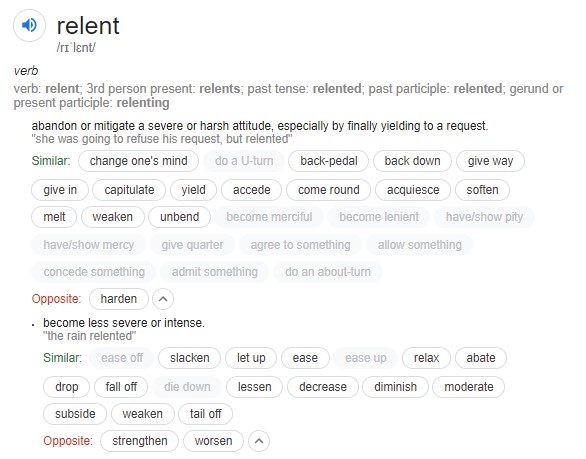 relent
/rɪˈlɛnt/
verb
verb: relent; 3rd person present: relents; past tense: relented; past participle: relented; gerund or
present participle: relenting
abandon or mitigate a severe or harsh attitude, especially by finally yielding to a request.
"she was going to refuse his request, but relented"
Similar: change one's mind do a U-turn back-pedal back down give way
give in capitulate yield accede come round acquiesce soften
melt weaken unbend become merciful become lenient have/show pity
have/show mercy give quarter agree to something allow something
concede something admit something do an about-turn
Opposite: harden
• become less severe or intense.
"the rain relented"
Similar: ease off slacken let up ease ease up relax abate
drop fall off die down lessen decrease diminish moderate
subside weaken tail off
Opposite: strengthen worsen